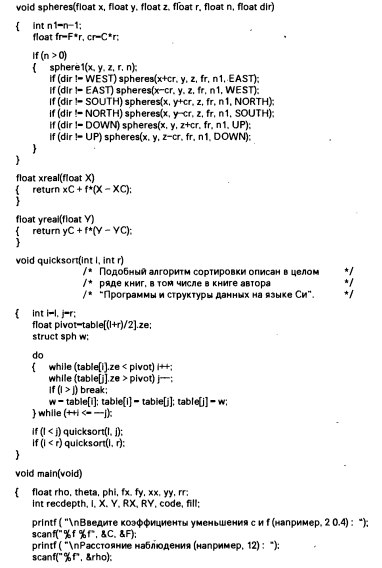 void spheres(float x, float y, float z, float r, float n, float dir)
{ int n1=n-1;
float fr=F*r, cr=C*r;
if (n > 0)
{ sphere1(x, y, z, r, n);
if (dir != WEST) spheres(x+cr, y, z, fr, n1, EAST);
if (dir != EAST) spheres(x-cr, y, z, fr, n1, WEST);
if (dir != SOUTH) spheres(x, y+cr, z, fr, n1, NORTH);
if (dir != NORTH) spheres(x, y-cr, z, fr, n1, SOUTH);
if (dir != DOWN) spheres(x, y, z+cr, fr, n1, UP);
if (dir != UP) spheres(x, y, z-cr, fr, n1, DOWN);
}
}
float xreal(float X)
{ return xC + f*(X - XC);
}
float yreal(float Y)
{ return yC + f*(Y - YC);
}
void quicksort(int l, int r)
/* Подобный алгоритм сортировки описан в целом */
/* ряде книг, в том числе в книге автора */
/* "Программы и структуры данных на языке Си". */
{ int i=l, j=r;
float pivot=table[(l+r)/2].ze;
struct sph w;
do
{ while (table[i].ze < pivot) i++;
while (table[j].ze > pivot) j--;
if (i > j) break;
w = table[i]; table[i] = table[j]; table[j] = w;
} while (++i <= --j);
if (l < j) quicksort(l, j);
if (i < r) quicksort(i, r);
}
void main(void)
{ float rho, theta, phi, fx, fy, xx, yy, rr;
int recdepth, i, X, Y, RX, RY, code, fill;
printf ( "\nВведите коэффициенты уменьшения c и f (например, 2 0.4) : ");
scanf("%f %f", &C, &F);
printf ( "\nРасстояние наблюдения (например, 12) : ");
scanf("%f", &rho);